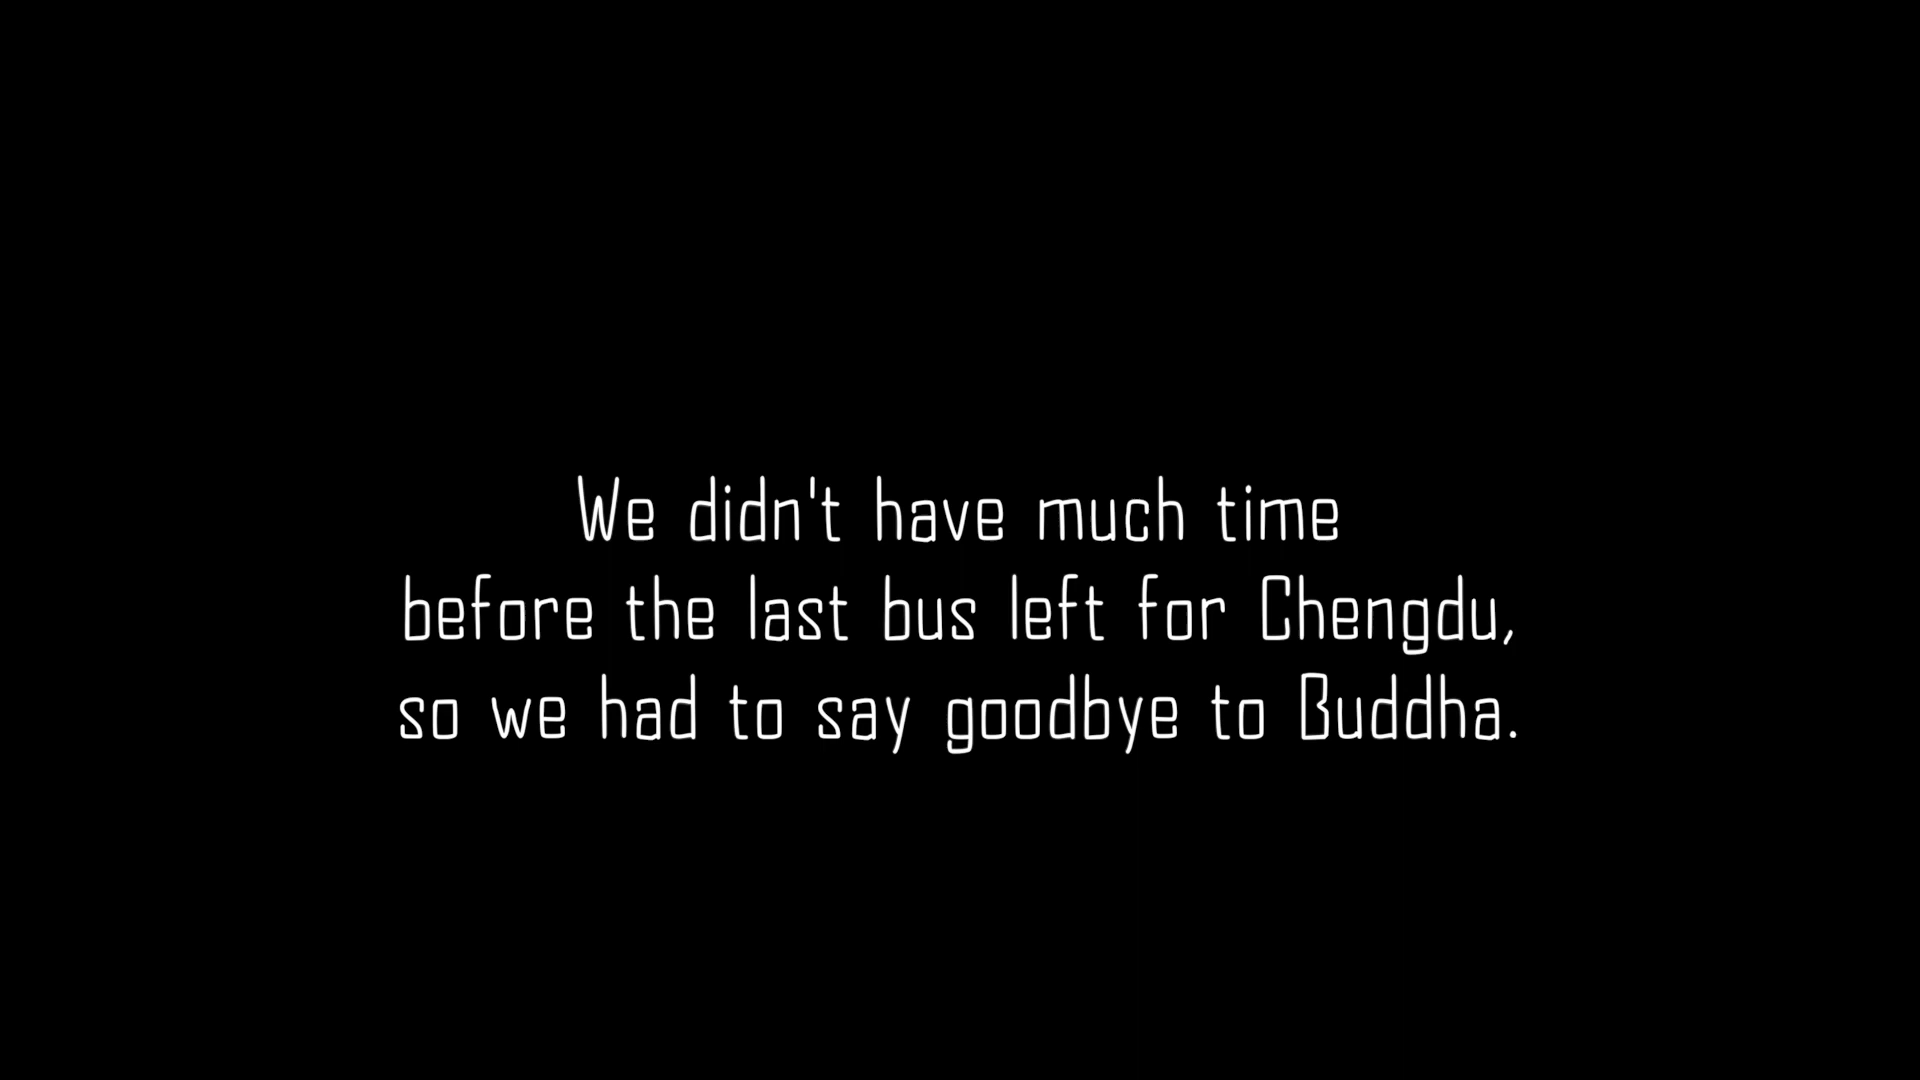 We didn't have much time
before the last bus left for Chengdu,
so we had to say goodbye to Buddha.